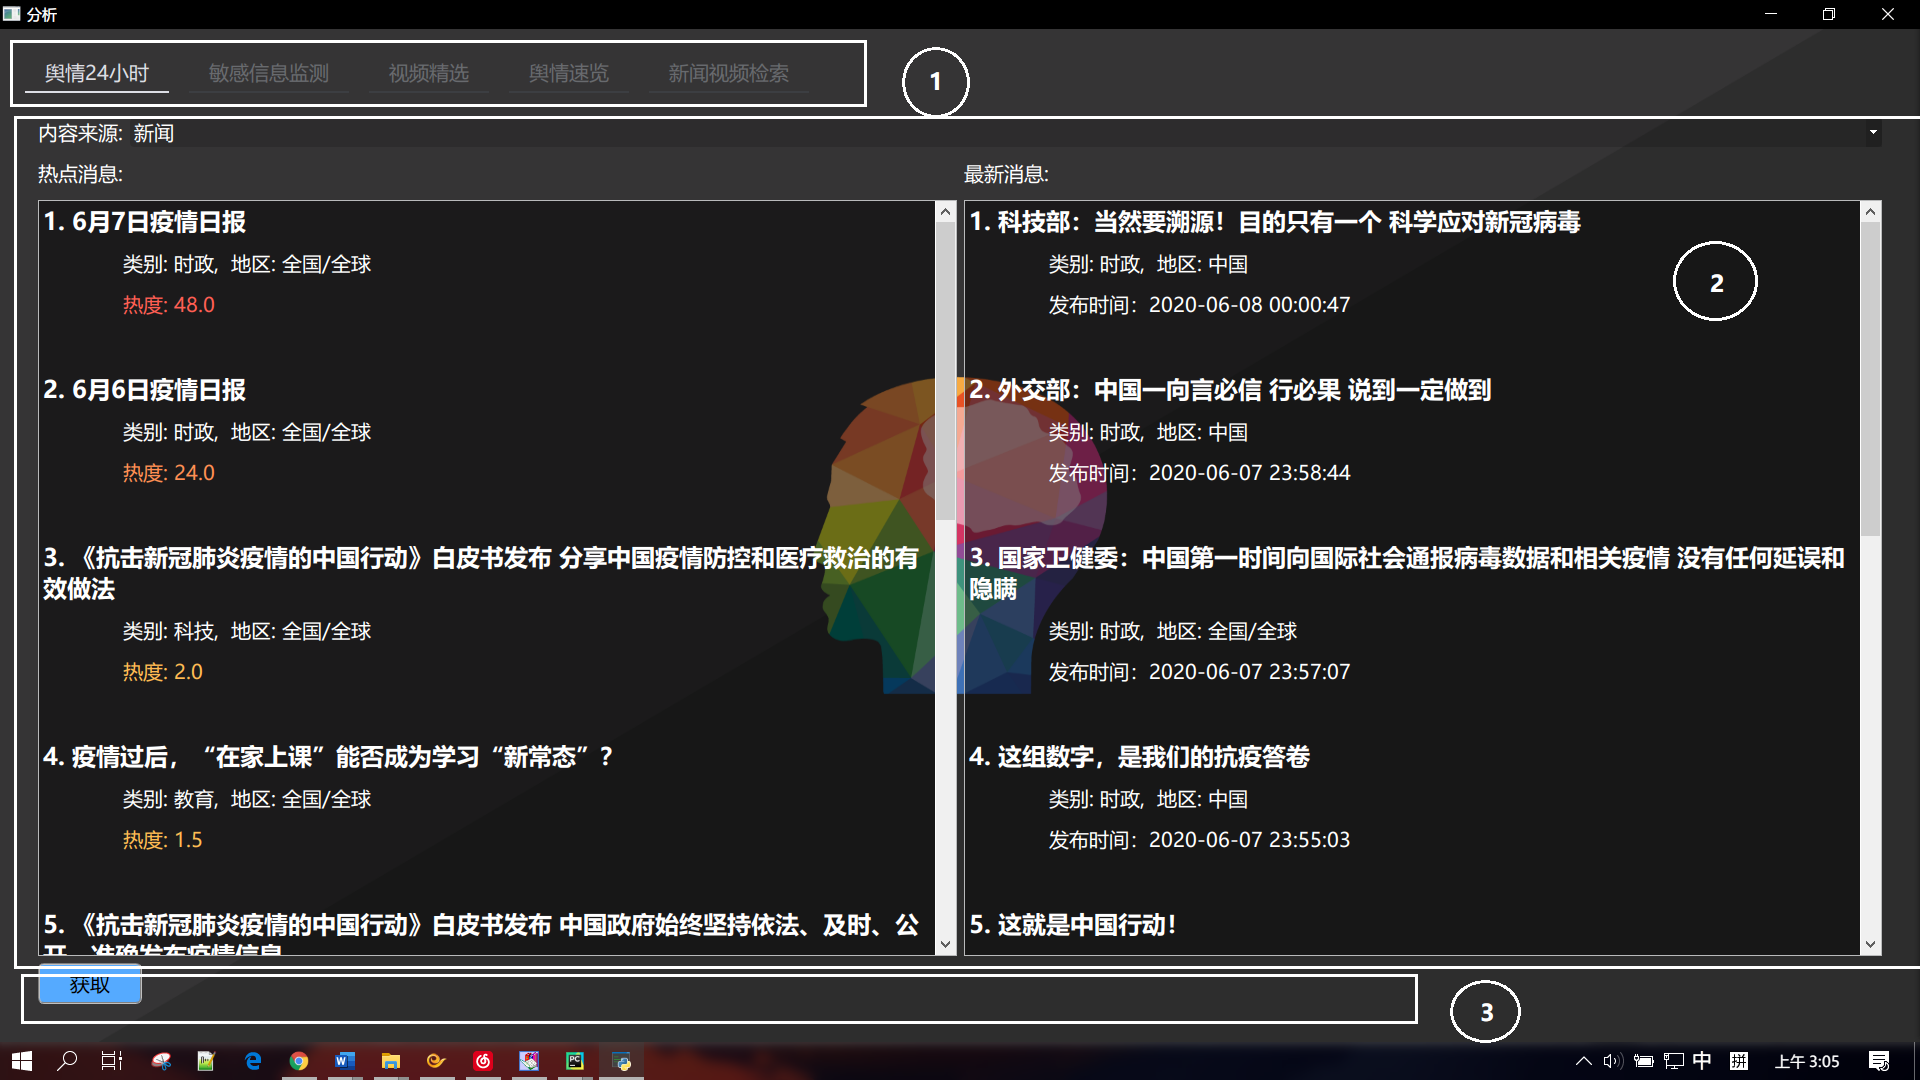 分析
舆情24小时 敏感信息监测 视频精选 舆情速览 新闻视频检索
1
内容来源: 新闻
热点消息:
1. 6月7日疫情日报
类别: 时政, 地区: 全国/全球
热度: 48.0
2. 6月6日疫情日报
类别: 时政, 地区: 全国/全球
热度: 24.0
3. 《抗击新冠肺炎疫情的中国行动》白皮书发布 分享中国疫情防控和医疗救治的有
效做法
类别: 科技, 地区: 全国/全球
热度: 2.0
4. 疫情过后，“在家上课”能否成为学习“新常态”？
类别: 教育, 地区: 全国/全球
热度: 1.5
5. 《抗击新冠肺炎疫情的中国行动》白皮书发布 中国政府始终坚持依法、及时、公
开、准确发布疫情信息
最新消息:
1. 科技部：当然要溯源！目的只有一个 科学应对新冠病毒
类别: 时政, 地区: 中国
发布时间：2020-06-08 00:00:47
2
2. 外交部：中国一向言必信 行必果 说到一定做到
类别: 时政, 地区: 中国
发布时间：2020-06-07 23:58:44
3. 国家卫健委：中国第一时间向国际社会通报病毒数据和相关疫情 没有任何延误和
隐瞒
类别: 时政, 地区: 全国/全球
发布时间：2020-06-07 23:57:07
4. 这组数字，是我们的抗疫答卷
类别: 时政, 地区: 中国
发布时间：2020-06-07 23:55:03
5. 这就是中国行动！
获取
3
中 拼 上午 3:05